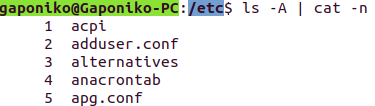 gaponiko@Gaponiko-PC:/etc$ ls -A | cat -n
1 acpi
2 adduser.conf
3 alternatives
4 anacrontab
5 apg.conf